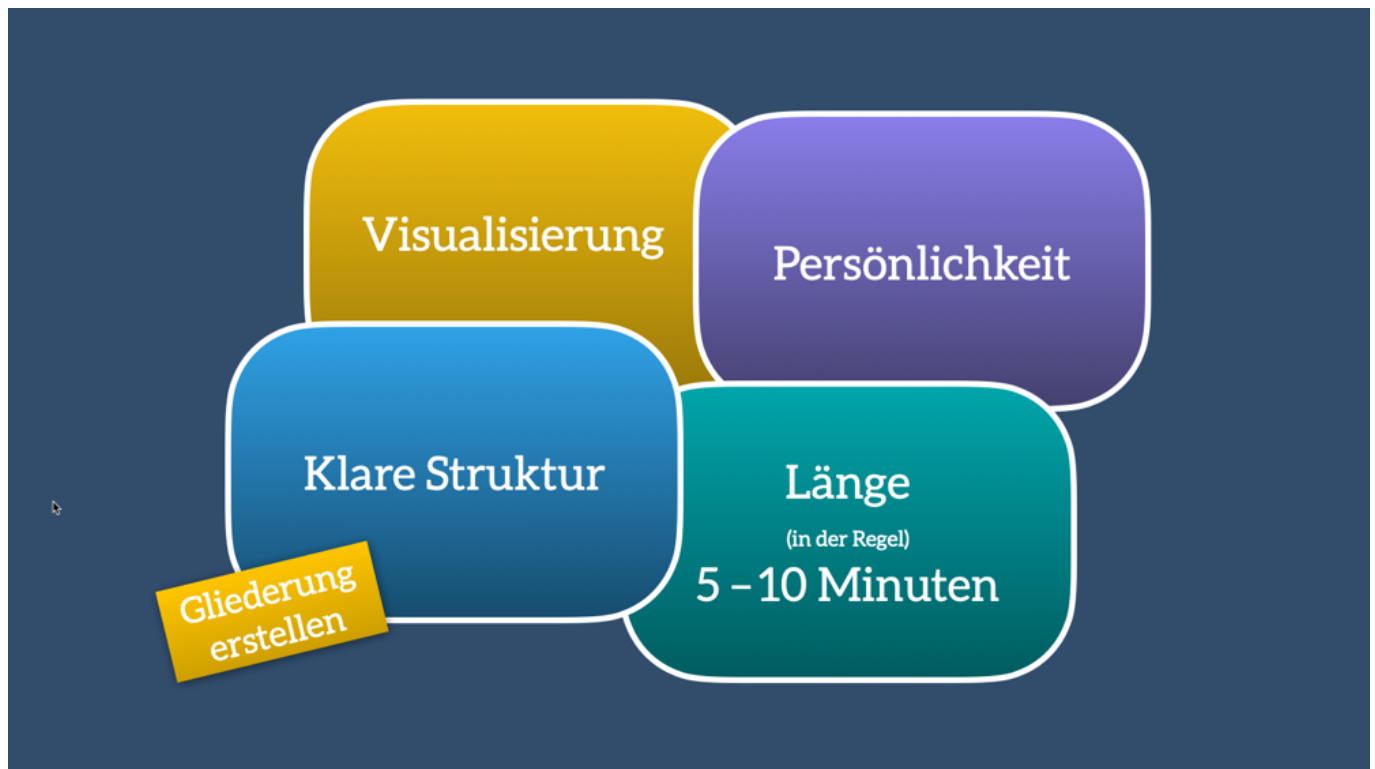 Visualisierung
Persönlichkeit
Klare Struktur
Länge
(in der Regel)
5 – 10 Minuten
Gliederung
erstellen